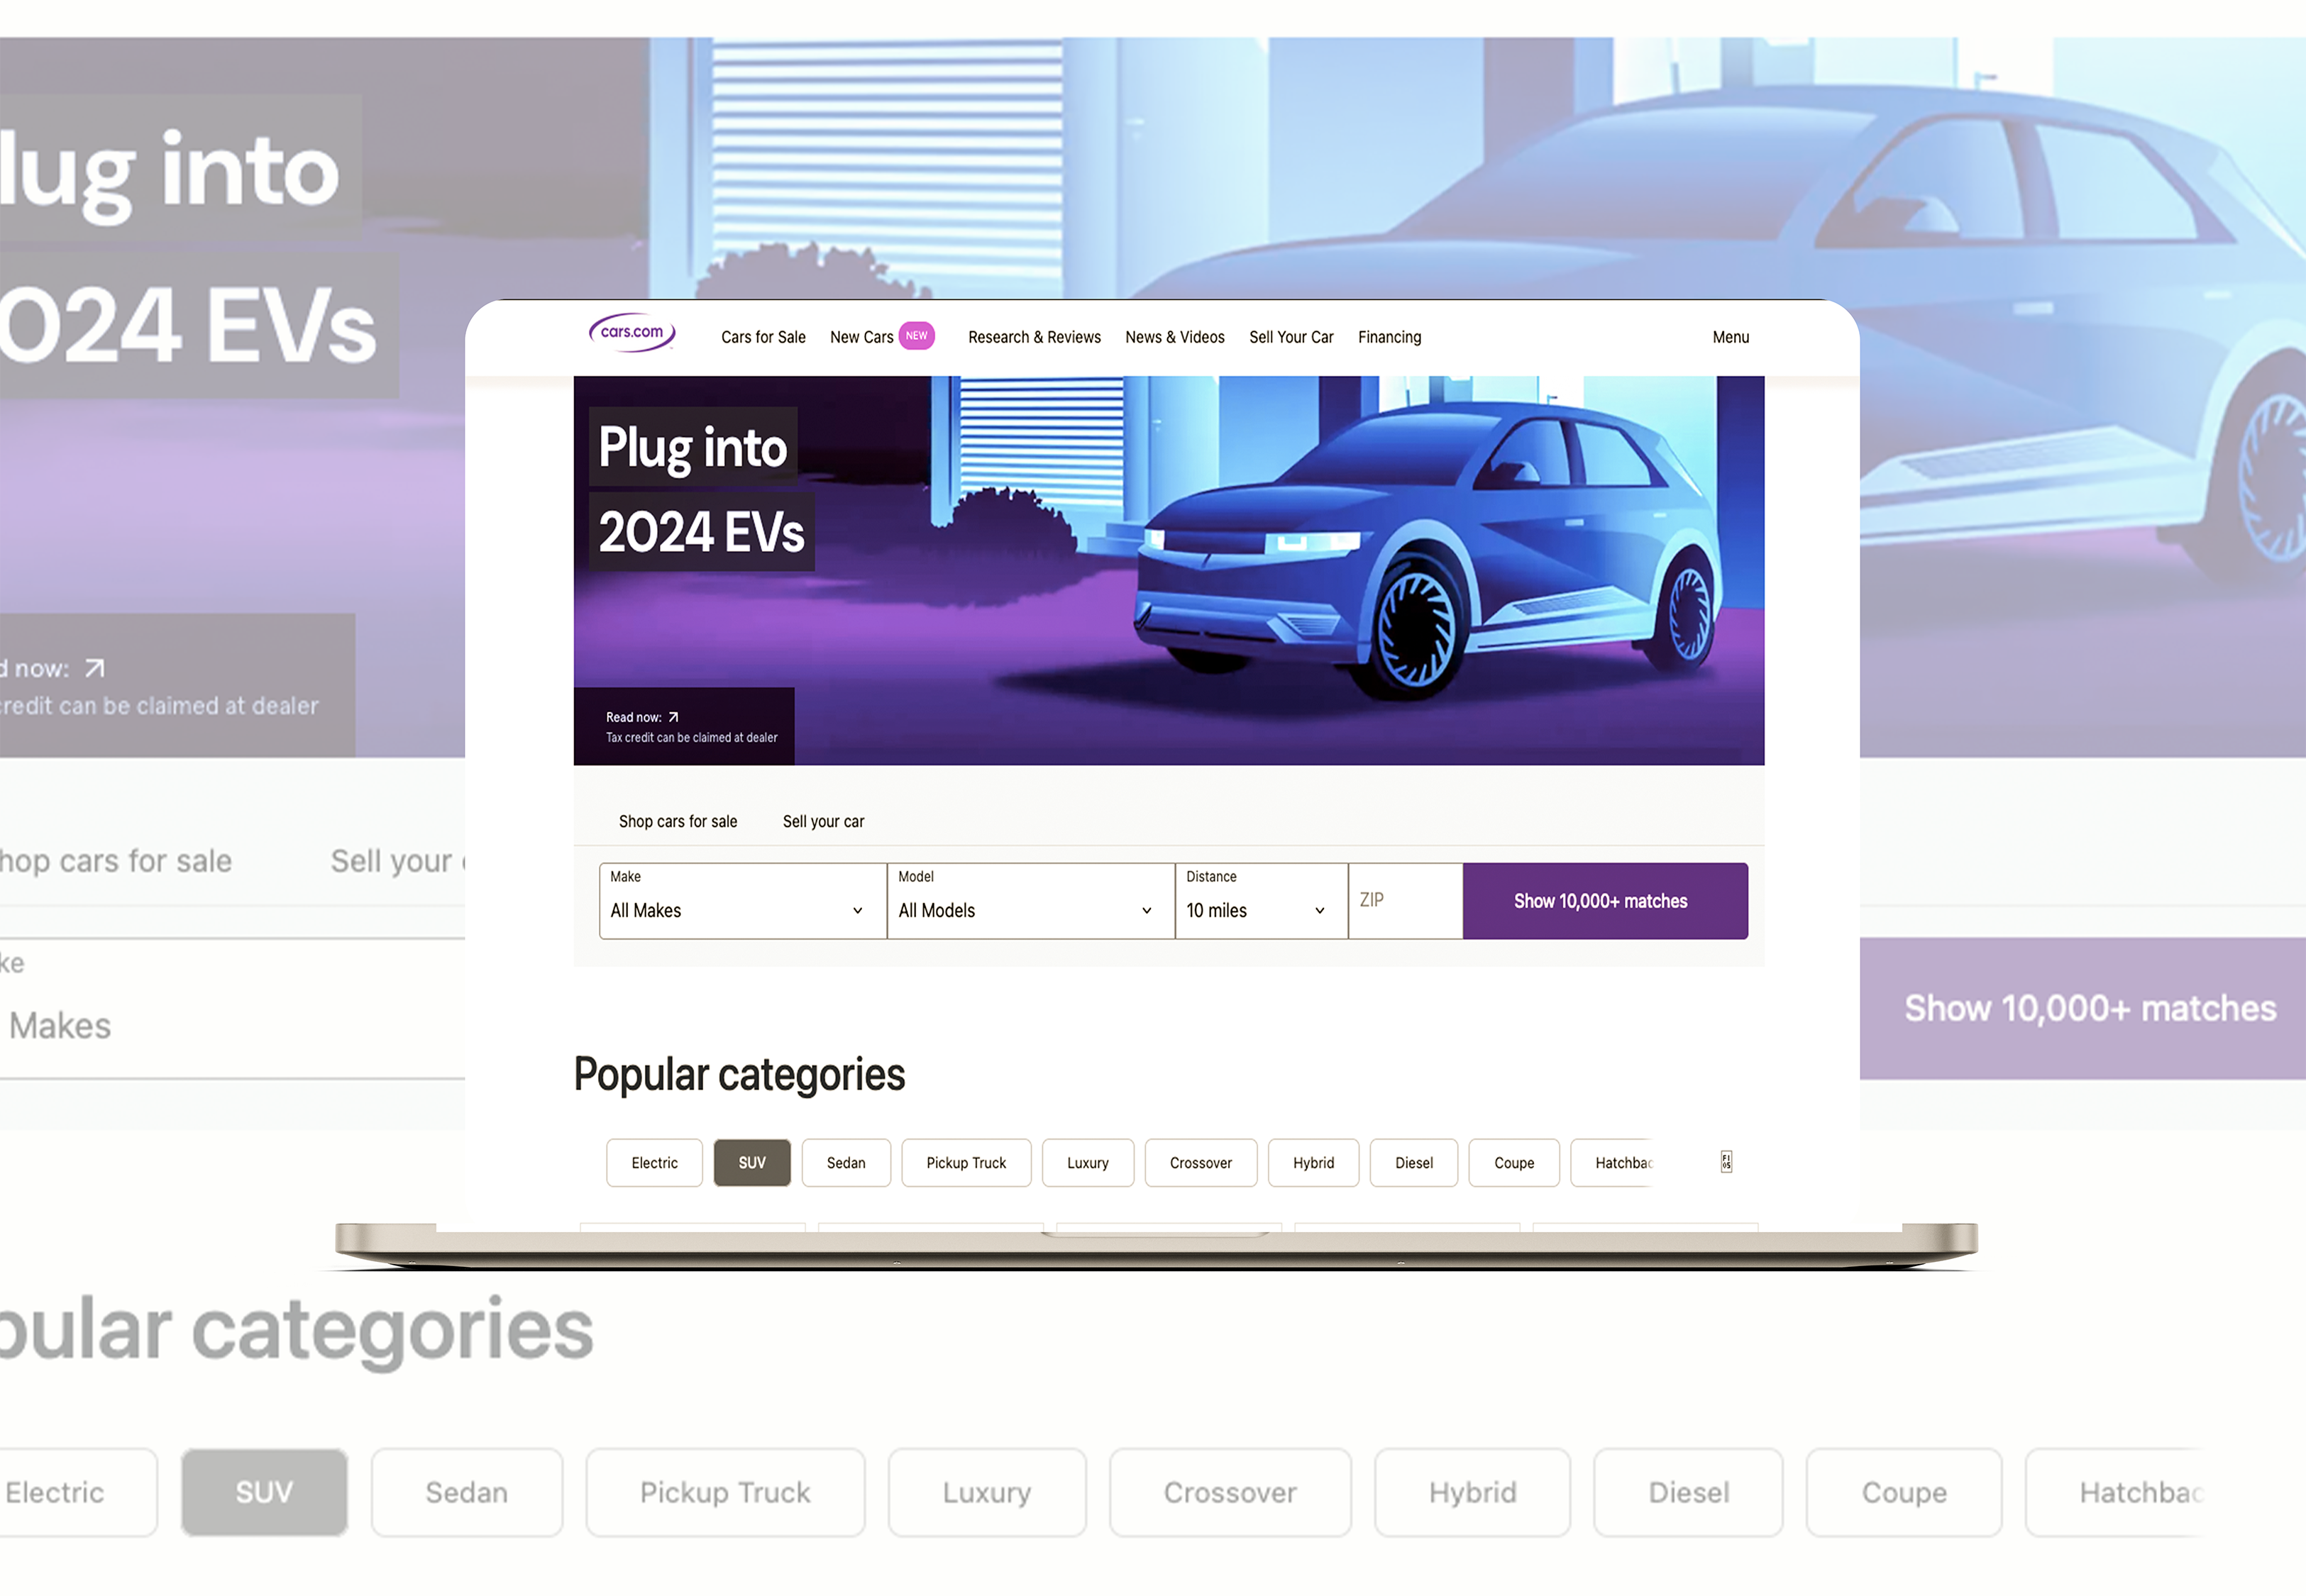 lug into
024 EVs
d now:
credit can be claimed at dealer
hop cars for sale Sell your
ke
Makes
Show 10,000+ matches
pular categories
Electric SUV Sedan Pickup Truck Luxury Crossover Hybrid Diesel Coupe Hatchbac
cars.com Cars for Sale New Cars NEW Research & Reviews News & Videos Sell Your Car Financing Menu
Plug into
2024 EVs
Read now:
Tax credit can be claimed at dealer
Shop cars for sale Sell your car
Make Model Distance
All Makes All Models 10 miles ZIP Show 10,000+ matches
Popular categories
Electric SUV Sedan Pickup Truck Luxury Crossover Hybrid Diesel Coupe Hatchbac